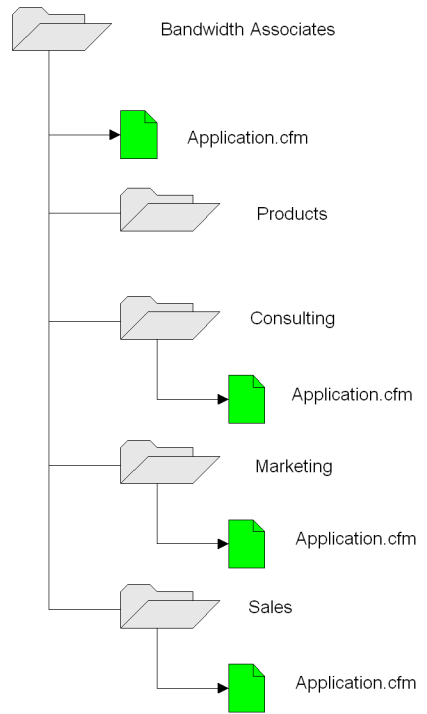 Bandwidth Associates
Application.cfm
Products
Consulting
Application.cfm
Marketing
Application.cfm
Sales
Application.cfm